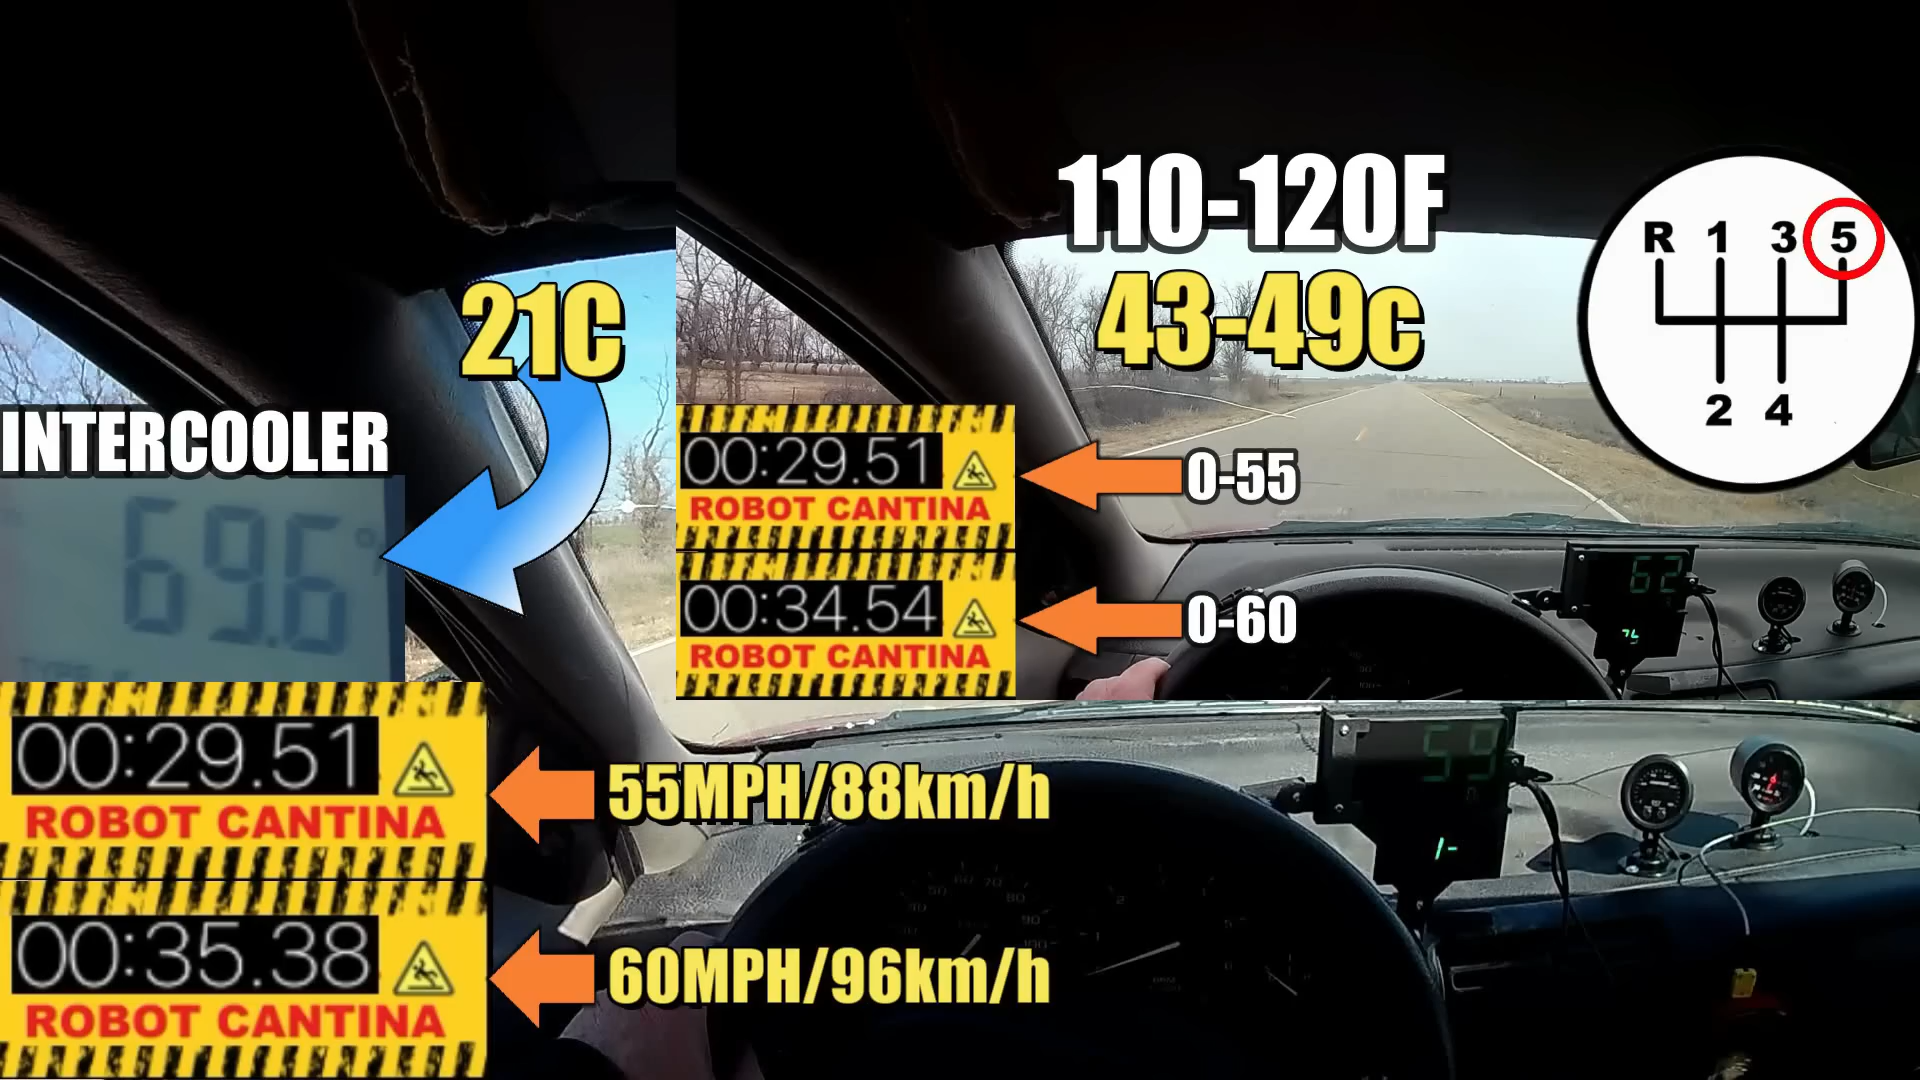 110-120F
43-49c
R 1 3 5
2 4
21C
INTERCOOLER
69.6°
00:29.51
ROBOT CANTINA
0-55
00:34.54
ROBOT CANTINA
0-60
62
00:29.51
ROBOT CANTINA
55MPH/88km/h
59
00:35.38
ROBOT CANTINA
60MPH/96km/h